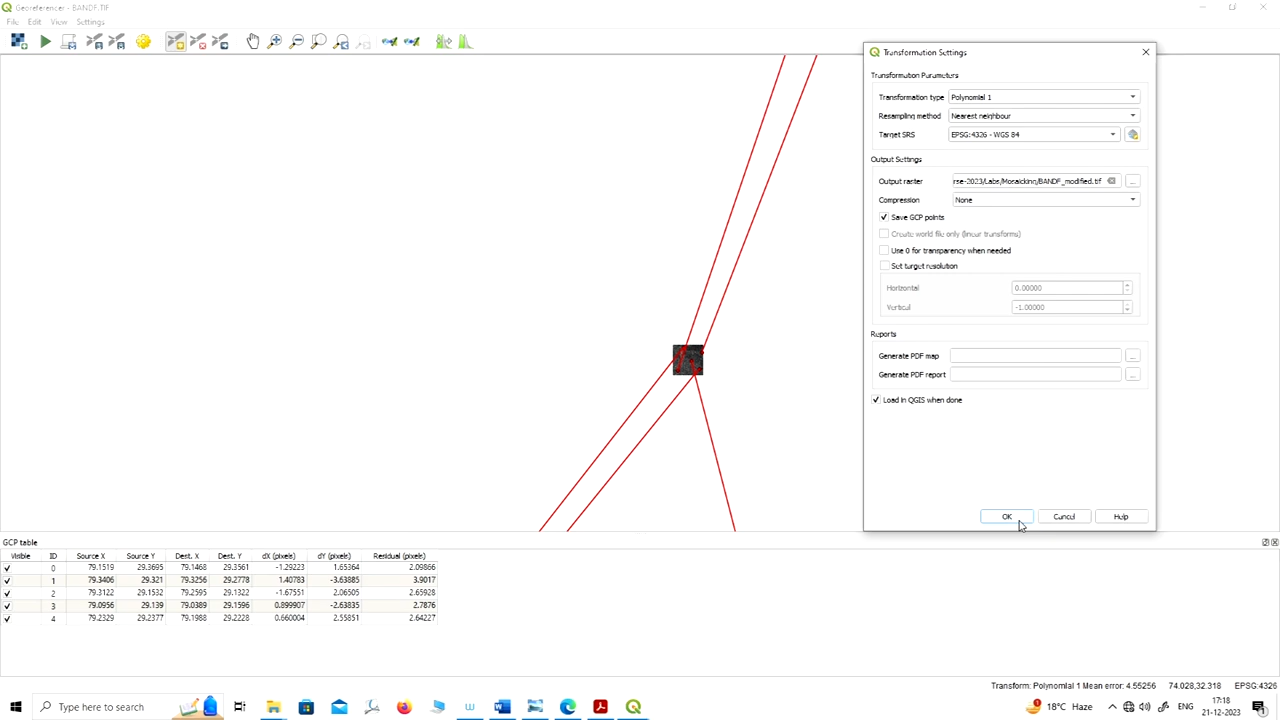 Georeferencer - BANDF.TIF
File Edit View Settings
Transformation Settings
Transformation Parameters
Transformation type Polynomial 1
Resampling method Nearest neighbour
Target SRS EPSG:4326 - WGS 84
Output Settings
Output raster rse-2023/Labs/Mosaicking/BANDF_modified.tif ...
Compression None
Save GCP points
Create world file only (linear transforms)
Use 0 for transparency when needed
Set target resolution
Horizontal 0.00000
Vertical -1.00000
Reports
Generate PDF map ...
Generate PDF report ...
Load in QGIS when done
OK Cancel Help
GCP table
Visible ID Source X Source Y Dest. X Dest. Y dX (pixels) dY (pixels) Residual (pixels)
0 79.1519 29.3695 79.1468 29.3561 -1.29223 1.65364 2.09866
1 79.3406 29.321 79.3256 29.2778 1.40783 -3.63885 3.9017
2 79.3122 29.1532 79.2595 29.1322 -1.67551 2.06505 2.65928
3 79.0956 29.139 79.0389 29.1596 0.899907 -2.63835 2.7876
4 79.2329 29.2377 79.1988 29.2228 0.660004 2.55851 2.64227
Transform: Polynomial 1 Mean error: 4.55256 74.028,32.318 EPSG:4326
Type here to search
18°C Haze
ENG
17:18
21-12-2023